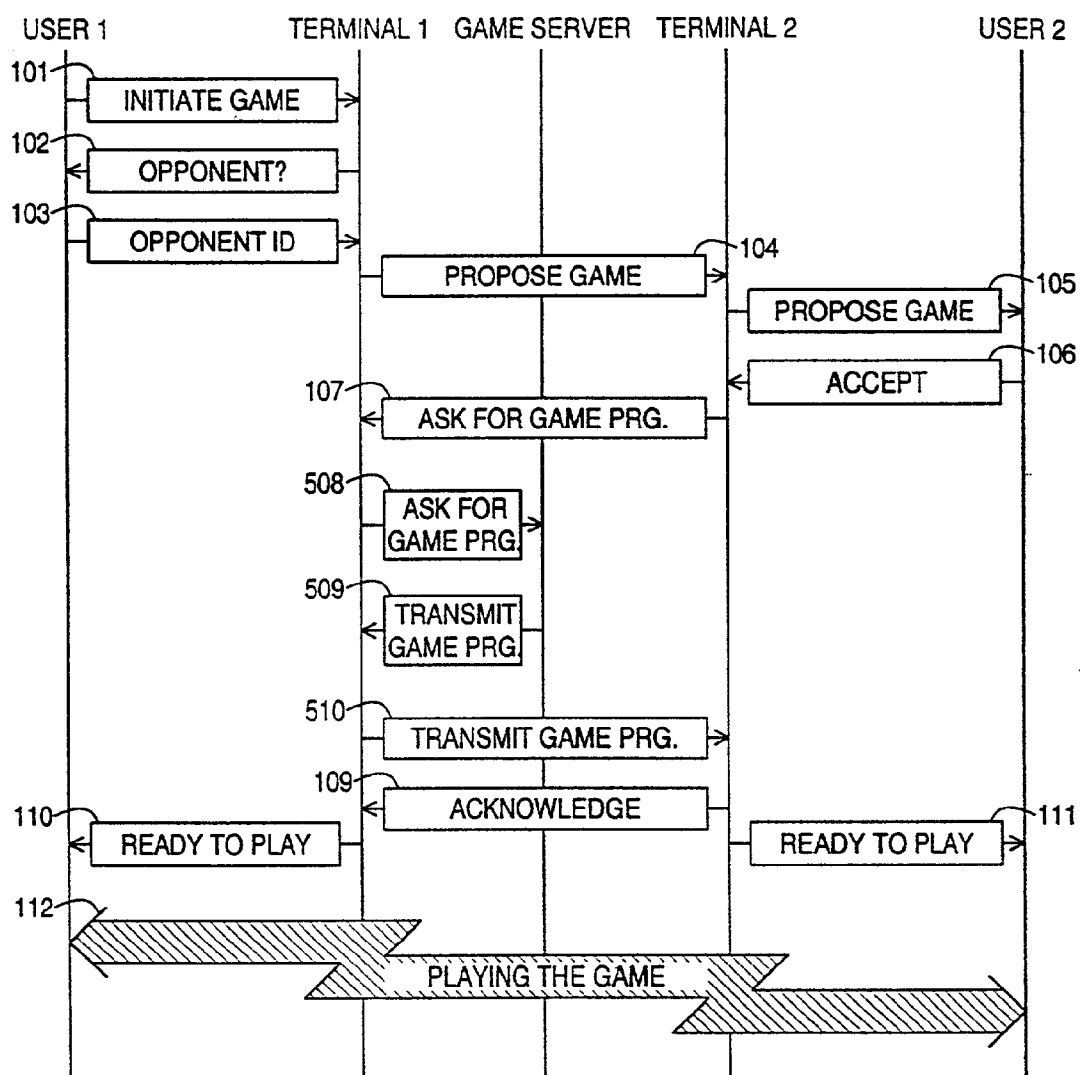 USER 1 TERMINAL 1 GAME SERVER TERMINAL 2 USER 2
101
INITIATE GAME
102
OPPONENT?
103
OPPONENT ID
104
PROPOSE GAME
105
PROPOSE GAME
106
ACCEPT
107
ASK FOR GAME PRG.
508
ASK FOR
GAME PRG.
509
TRANSMIT
GAME PRG.
510
TRANSMIT GAME PRG.
109
ACKNOWLEDGE
110
READY TO PLAY
111
READY TO PLAY
112
PLAYING THE GAME